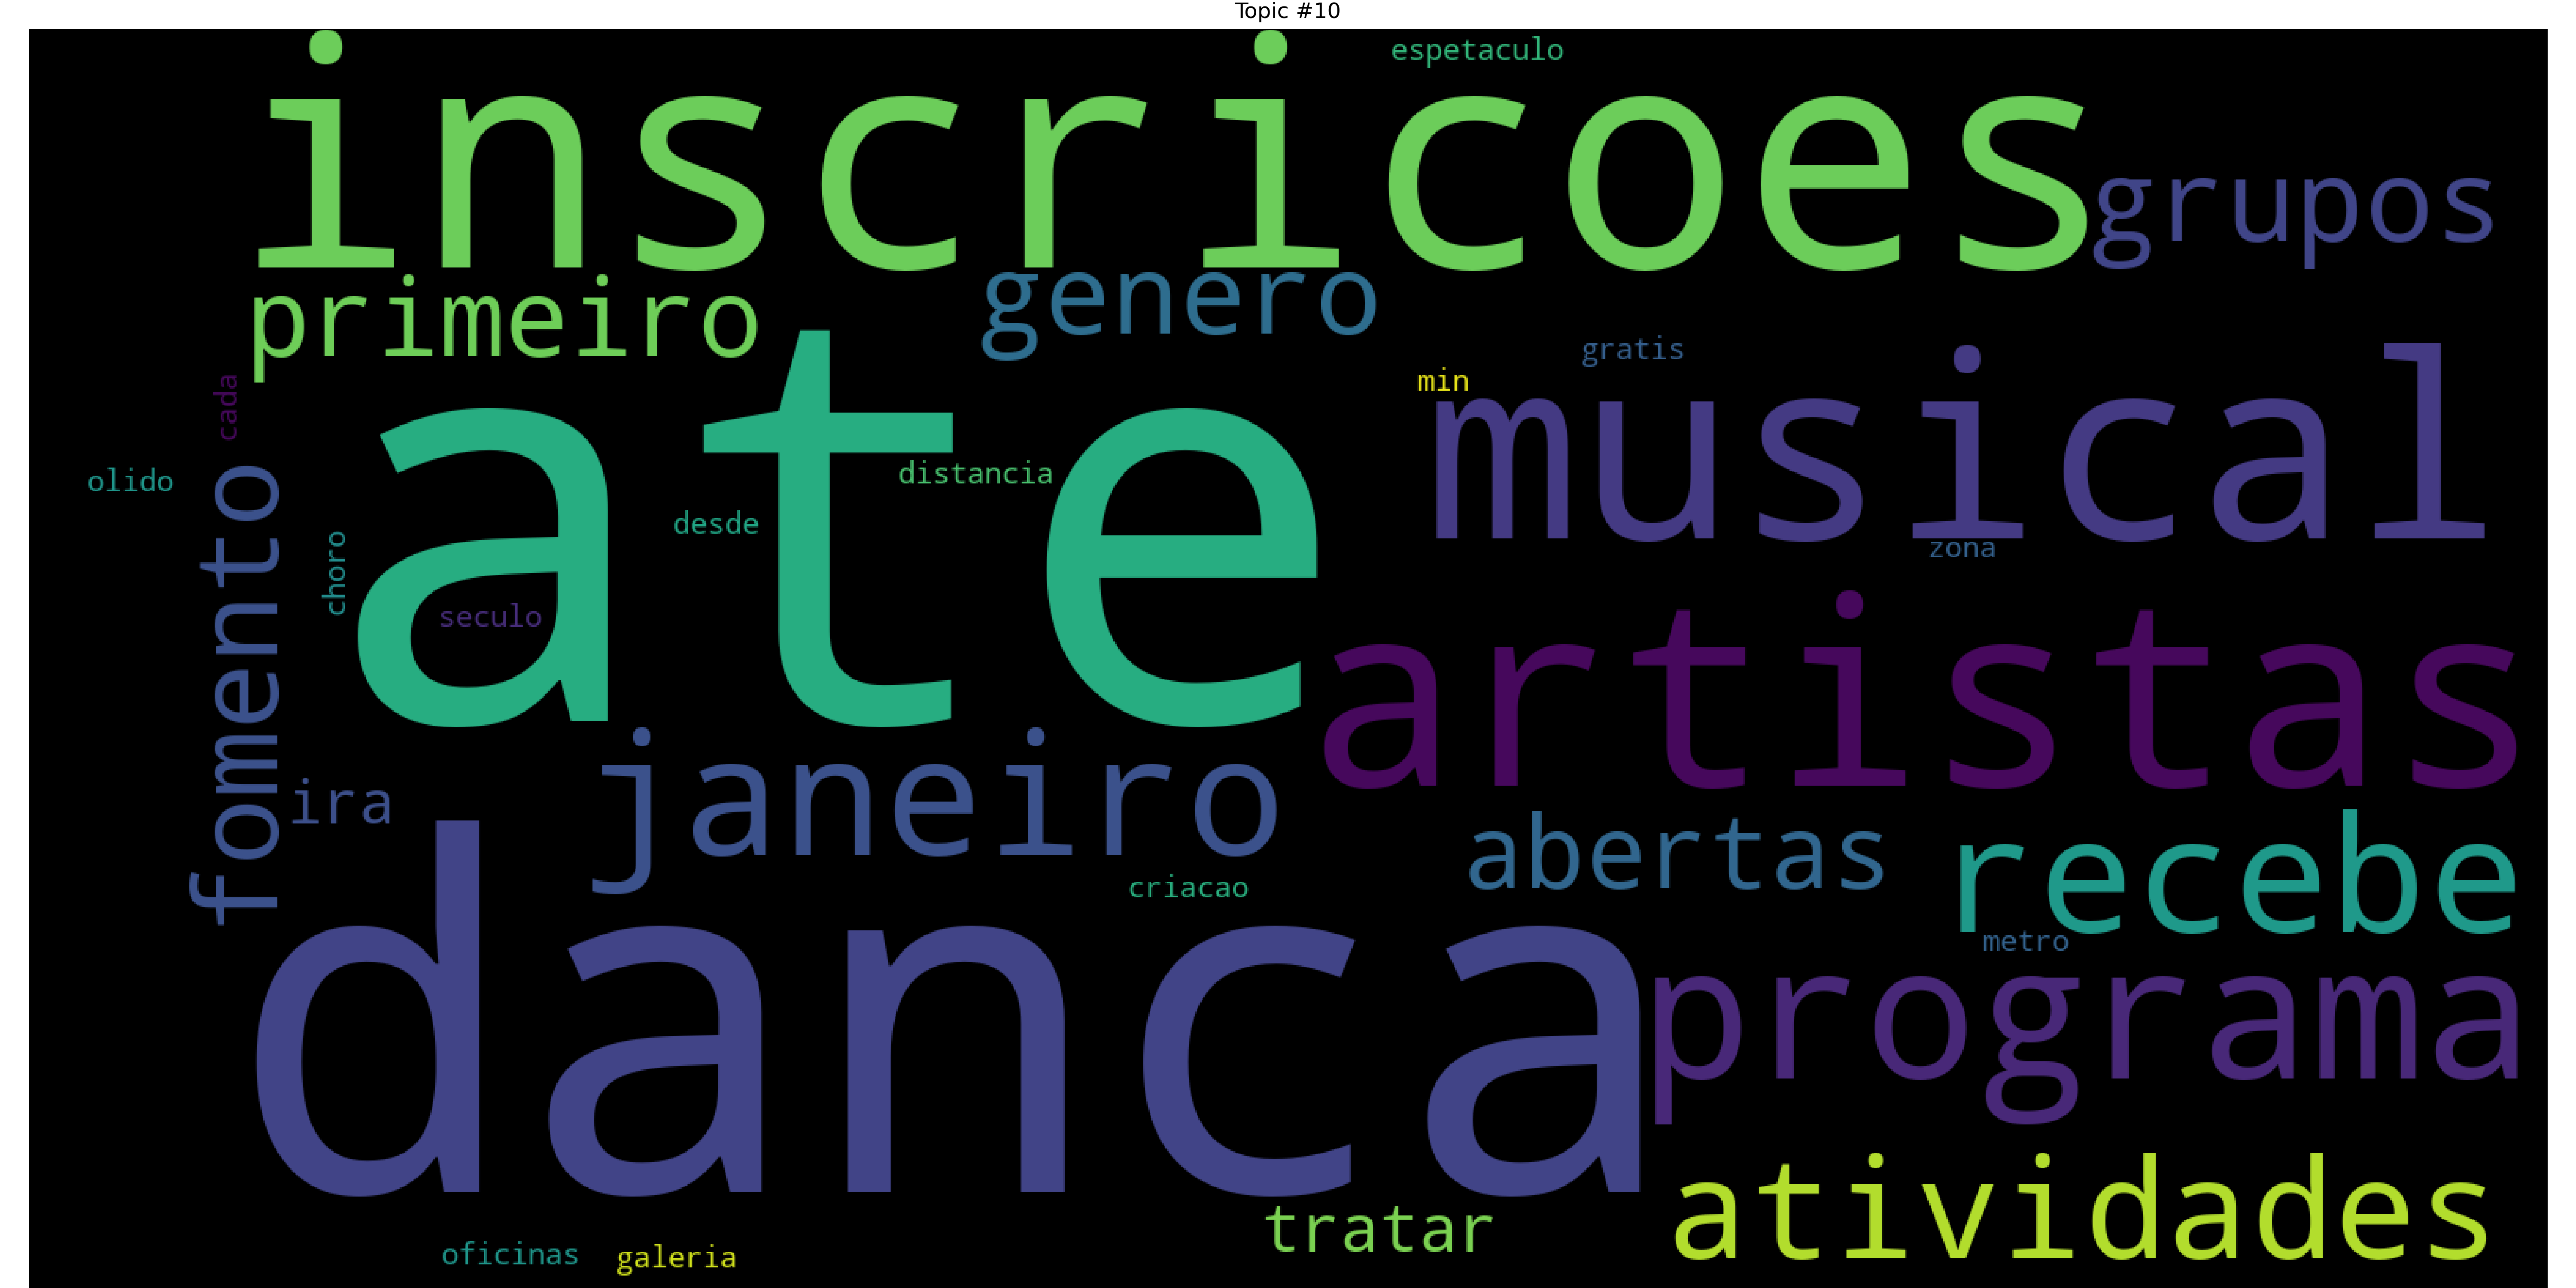 Topic #10
espetaculo
inscricoes
grupos
genero
primeiro
gratis
min
cada
musical
ate
olido
distancia
desde
choro
zona
seculo
fomento
artistas
janeiro
ira
abertas
recebe
criacao
metro
danca
programa
atividades
tratar
oficinas
galeria